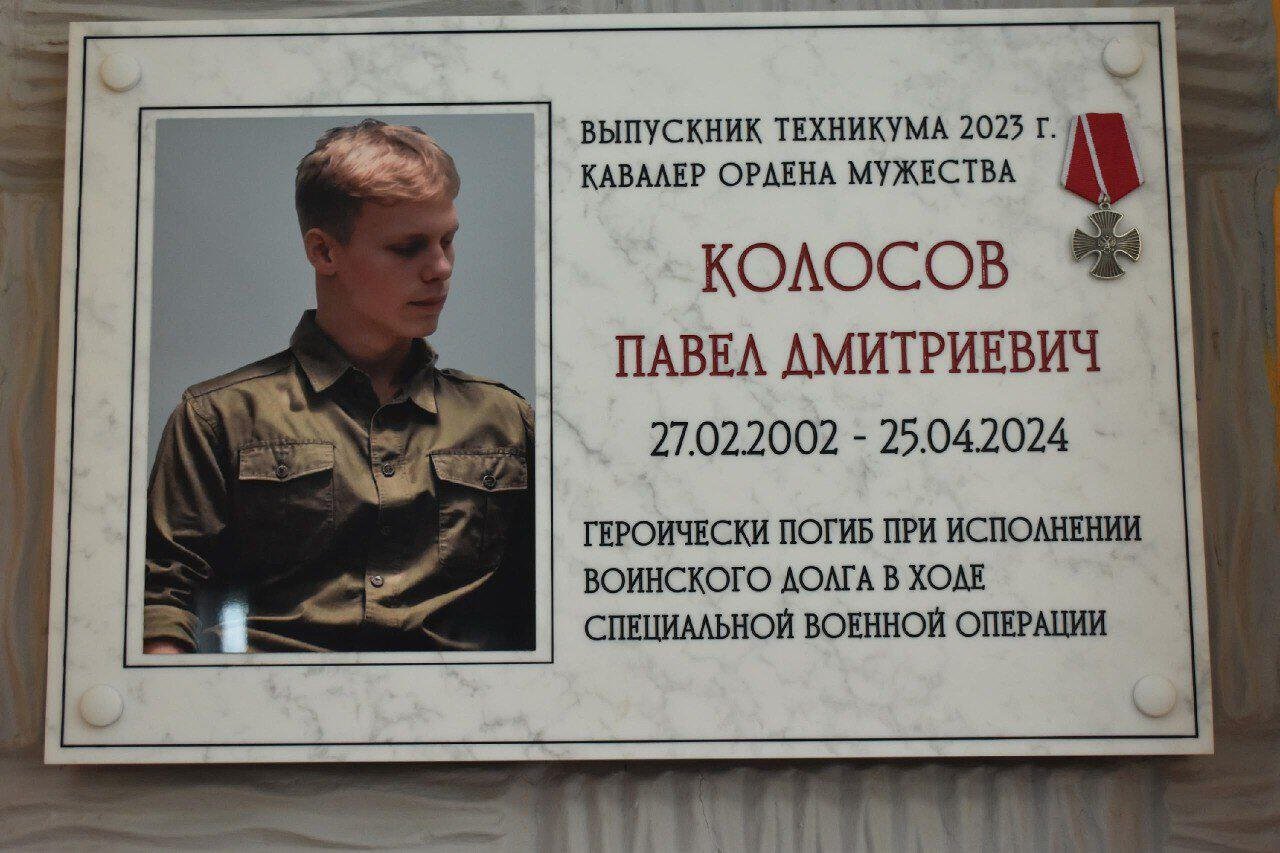 ВЫПУСКНИК ТЕХНИКУМА 2023 г.
КАВАЛЕР ОРДЕНА МУЖЕСТВА
КОЛОСОВ
ПАВЕЛ ДМИТРИЕВИЧ
27.02.2002 - 25.04.2024
ГЕРОИЧЕСКИ ПОГИБ ПРИ ИСПОЛНЕНИИ
ВОИНСКОГО ДОЛГА В ХОДЕ
СПЕЦИАЛЬНОЙ ВОЕННОЙ ОПЕРАЦИИ